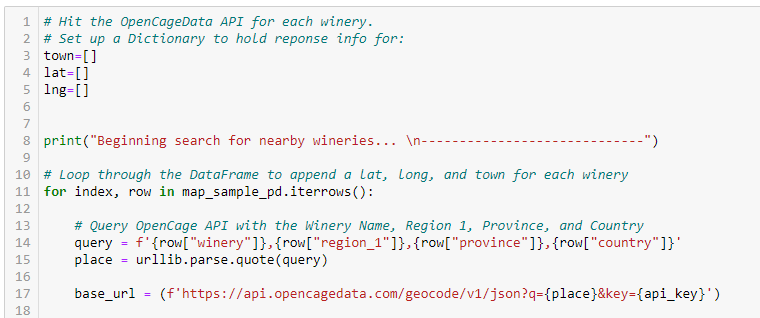 1 # Hit the OpenCageData API for each winery.
2 # Set up a Dictionary to hold reponse info for:
3 town=[]
4 lat=[]
5 lng=[]
6
7
8 print("Beginning search for nearby wineries... \n-----------------------------")
9
10 # Loop through the DataFrame to append a lat, long, and town for each winery
11 for index, row in map_sample_pd.iterrows():
12
13     # Query OpenCage API with the Winery Name, Region 1, Province, and Country
14     query = f'{row["winery"]},{row["region_1"]},{row["province"]},{row["country"]}'
15     place = urllib.parse.quote(query)
16
17     base_url = (f'https://api.opencagedata.com/geocode/v1/json?q={place}&key={api_key}')
18